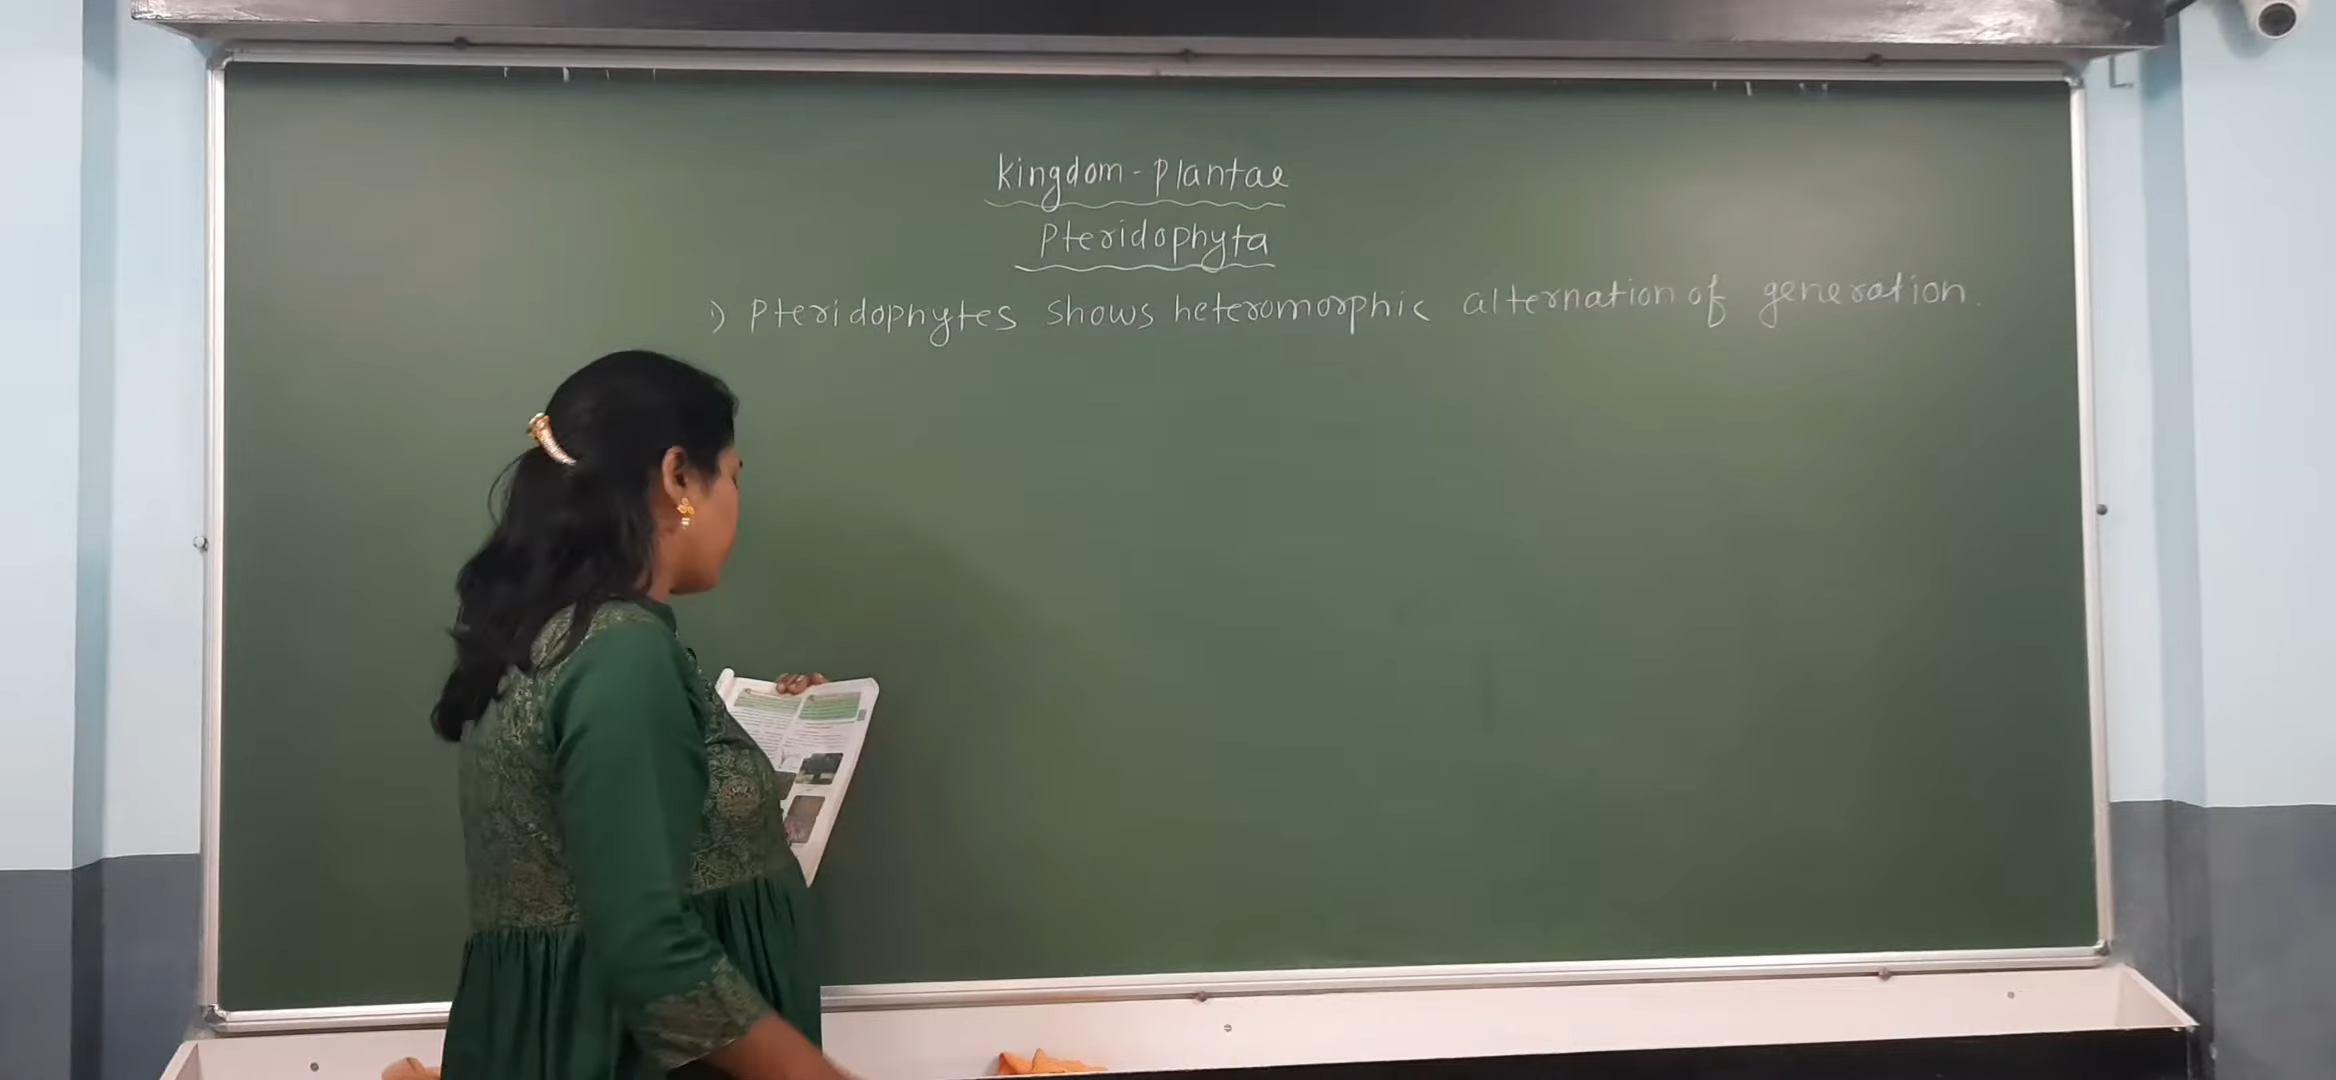 Kingdom - Plantae
Pteridophyta
1) Pteridophytes shows heteromorphic alternation of generation.